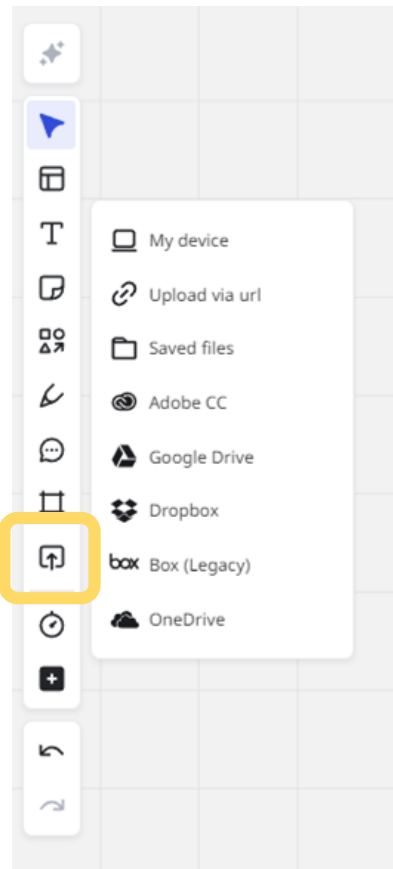 My device
Upload via url
Saved files
Adobe CC
Google Drive
Dropbox
box Box (Legacy)
OneDrive